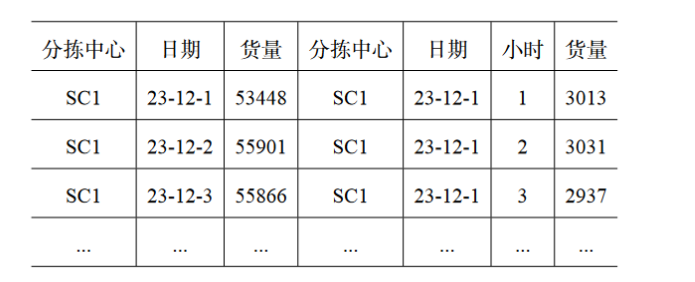 分拣中心 日期 货量 分拣中心 日期 小时 货量
SC1 23-12-1 53448 SC1 23-12-1 1 3013
SC1 23-12-2 55901 SC1 23-12-1 2 3031
SC1 23-12-3 55866 SC1 23-12-1 3 2937
... ... ... ... ... ... ...